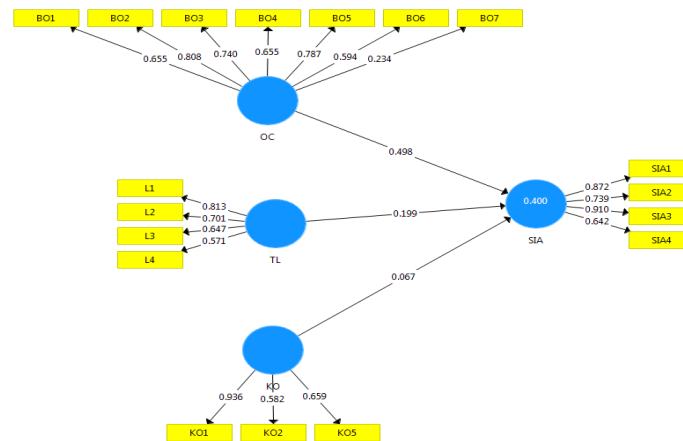 BO1 BO2 BO3 BO4 BO5 BO6 BO7
0.655 0.808 0.740 0.655 0.787 0.594 0.234
OC
0.498
L1
L2
L3
L4
0.813
0.701
0.647
0.571
TL
0.199
0.400
SIA
0.872
0.739
0.910
0.642
SIA1
SIA2
SIA3
SIA4
0.067
KO
0.936 0.582 0.659
KO1 KO2 KO5